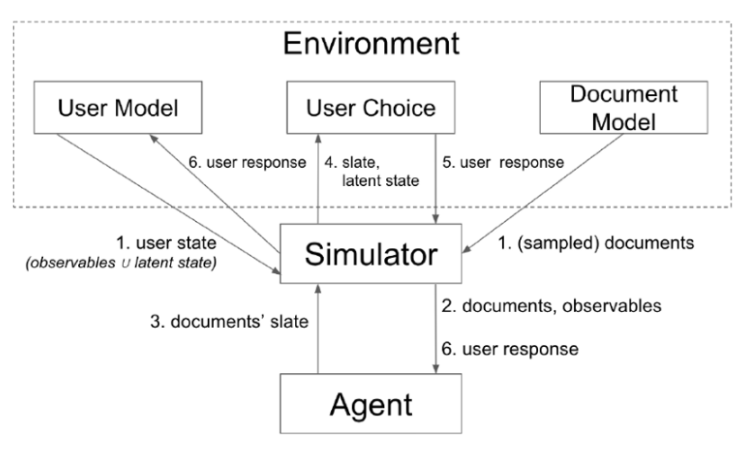 Environment
User Model
User Choice
Document
Model
6. user response
4. slate,
latent state
5. user response
1. user state
(observables ∪ latent state)
Simulator
1. (sampled) documents
3. documents' slate
2. documents, observables
6. user response
Agent